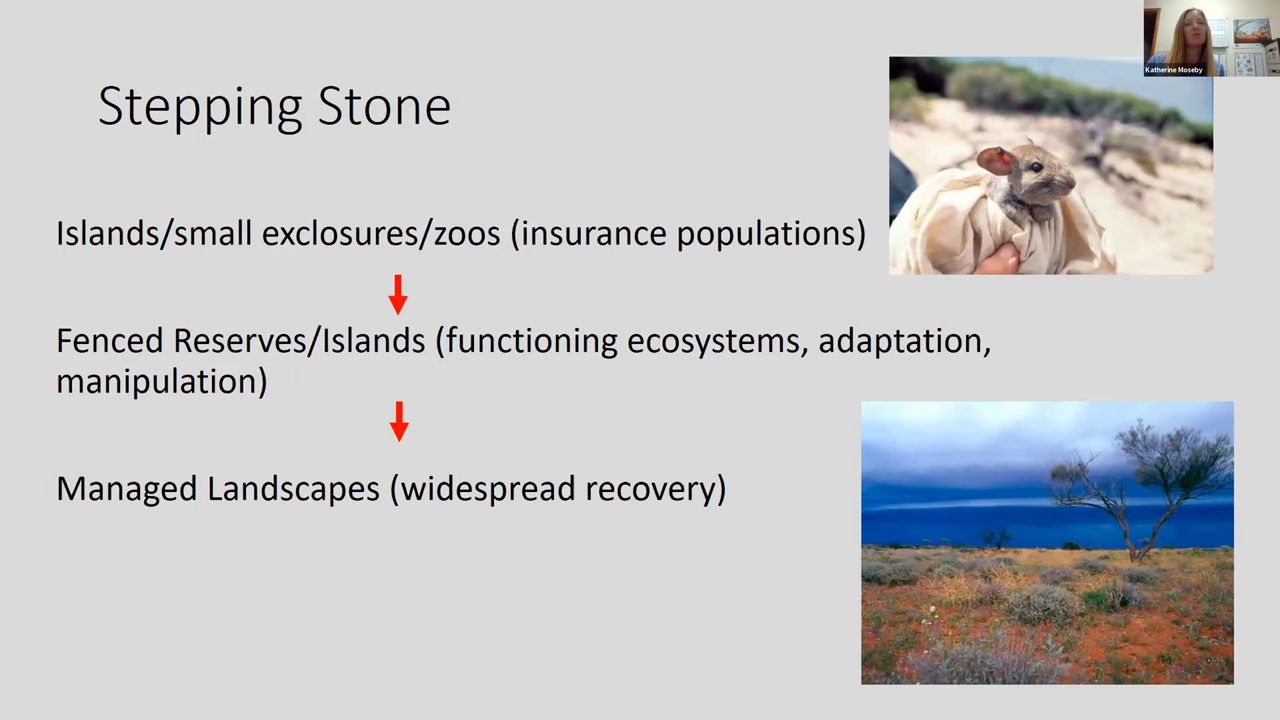 Katherine Moseby
Stepping Stone
Islands/small exclosures/zoos (insurance populations)
Fenced Reserves/Islands (functioning ecosystems, adaptation,
manipulation)
Managed Landscapes (widespread recovery)